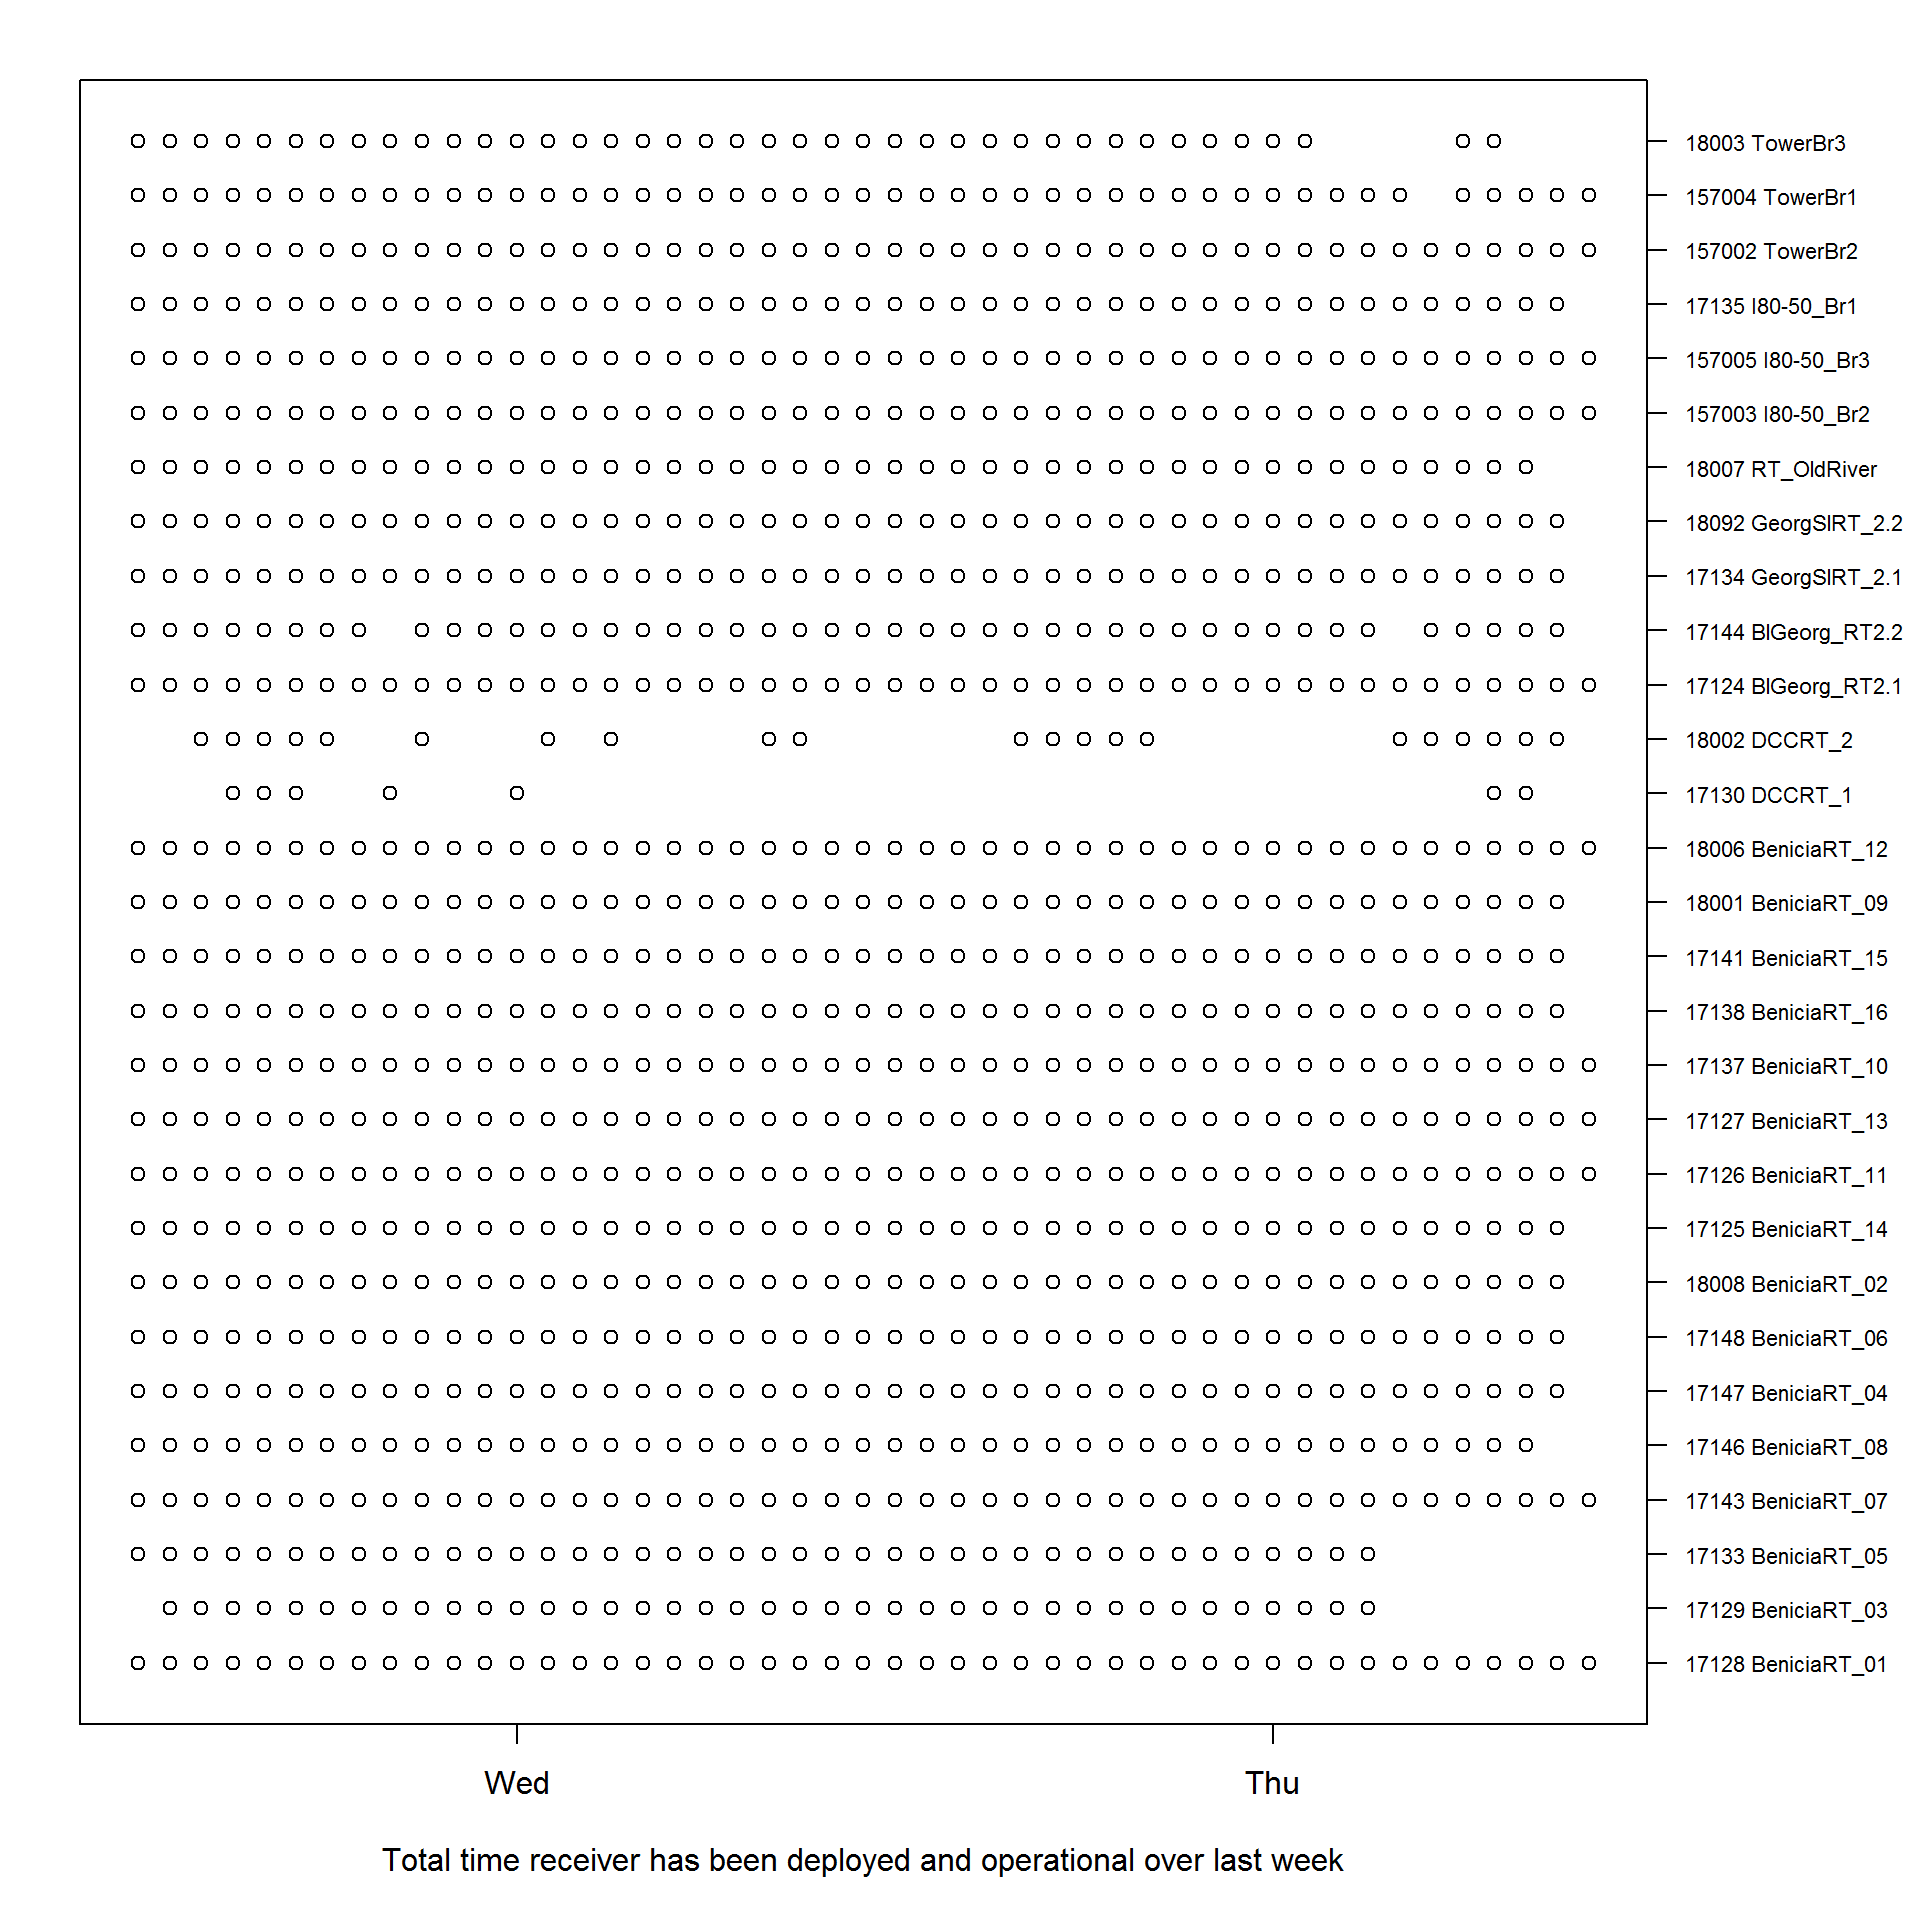 18003 TowerBr3
157004 TowerBr1
157002 TowerBr2
17135 I80-50_Br1
157005 I80-50_Br3
157003 I80-50_Br2
18007 RT_OldRiver
18092 GeorgSlRT_2.2
17134 GeorgSlRT_2.1
17144 BlGeorg_RT2.2
17124 BlGeorg_RT2.1
18002 DCCRT_2
17130 DCCRT_1
18006 BeniciaRT_12
18001 BeniciaRT_09
17141 BeniciaRT_15
17138 BeniciaRT_16
17137 BeniciaRT_10
17127 BeniciaRT_13
17126 BeniciaRT_11
17125 BeniciaRT_14
18008 BeniciaRT_02
17148 BeniciaRT_06
17147 BeniciaRT_04
17146 BeniciaRT_08
17143 BeniciaRT_07
17133 BeniciaRT_05
17129 BeniciaRT_03
17128 BeniciaRT_01
Wed Thu
Total time receiver has been deployed and operational over last week